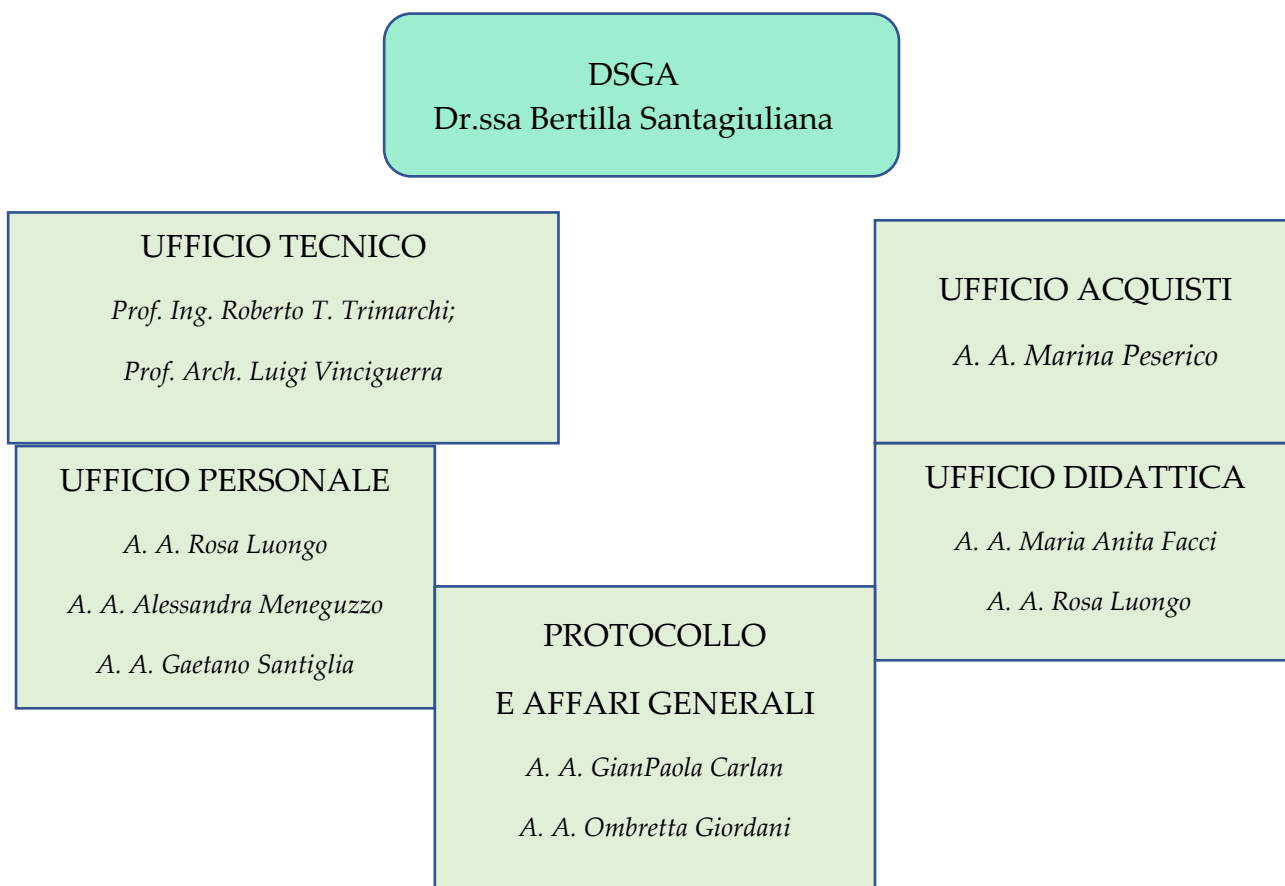 DSGA
Dr.ssa Bertilla Santagiuliana
UFFICIO TECNICO
Prof. Ing. Roberto T. Trimarchi;
Prof. Arch. Luigi Vinciguerra
UFFICIO ACQUISTI
A. A. Marina Peserico
UFFICIO PERSONALE
A. A. Rosa Luongo
A. A. Alessandra Meneguzzo
A. A. Gaetano Santiglia
UFFICIO DIDATTICA
A. A. Maria Anita Facci
A. A. Rosa Luongo
PROTOCOLLO
E AFFARI GENERALI
A. A. GianPaola Carlan
A. A. Ombretta Giordani